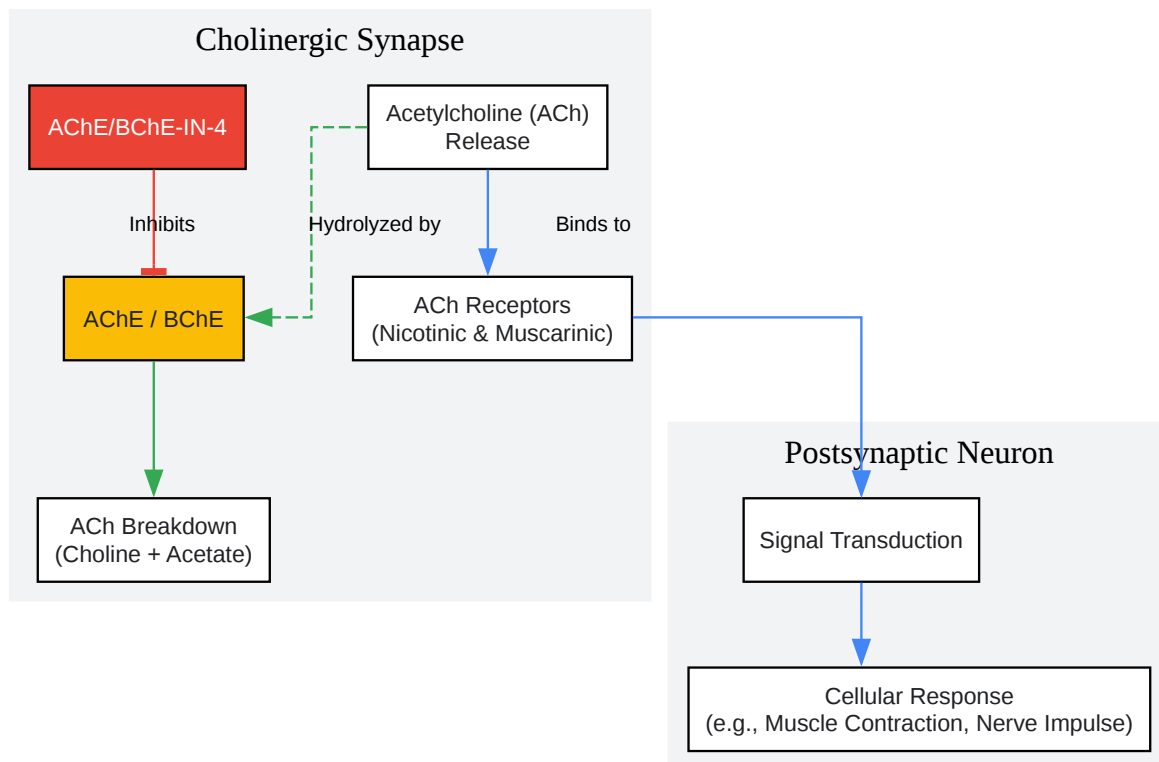 Cholinergic Synapse
AChE/BChE-IN-4
Acetylcholine (ACh)
Release
Inhibits
Hydrolyzed by
Binds to
AChE / BChE
ACh Receptors
(Nicotinic & Muscarinic)
Postsynaptic Neuron
ACh Breakdown
(Choline + Acetate)
Signal Transduction
Cellular Response
(e.g., Muscle Contraction, Nerve Impulse)